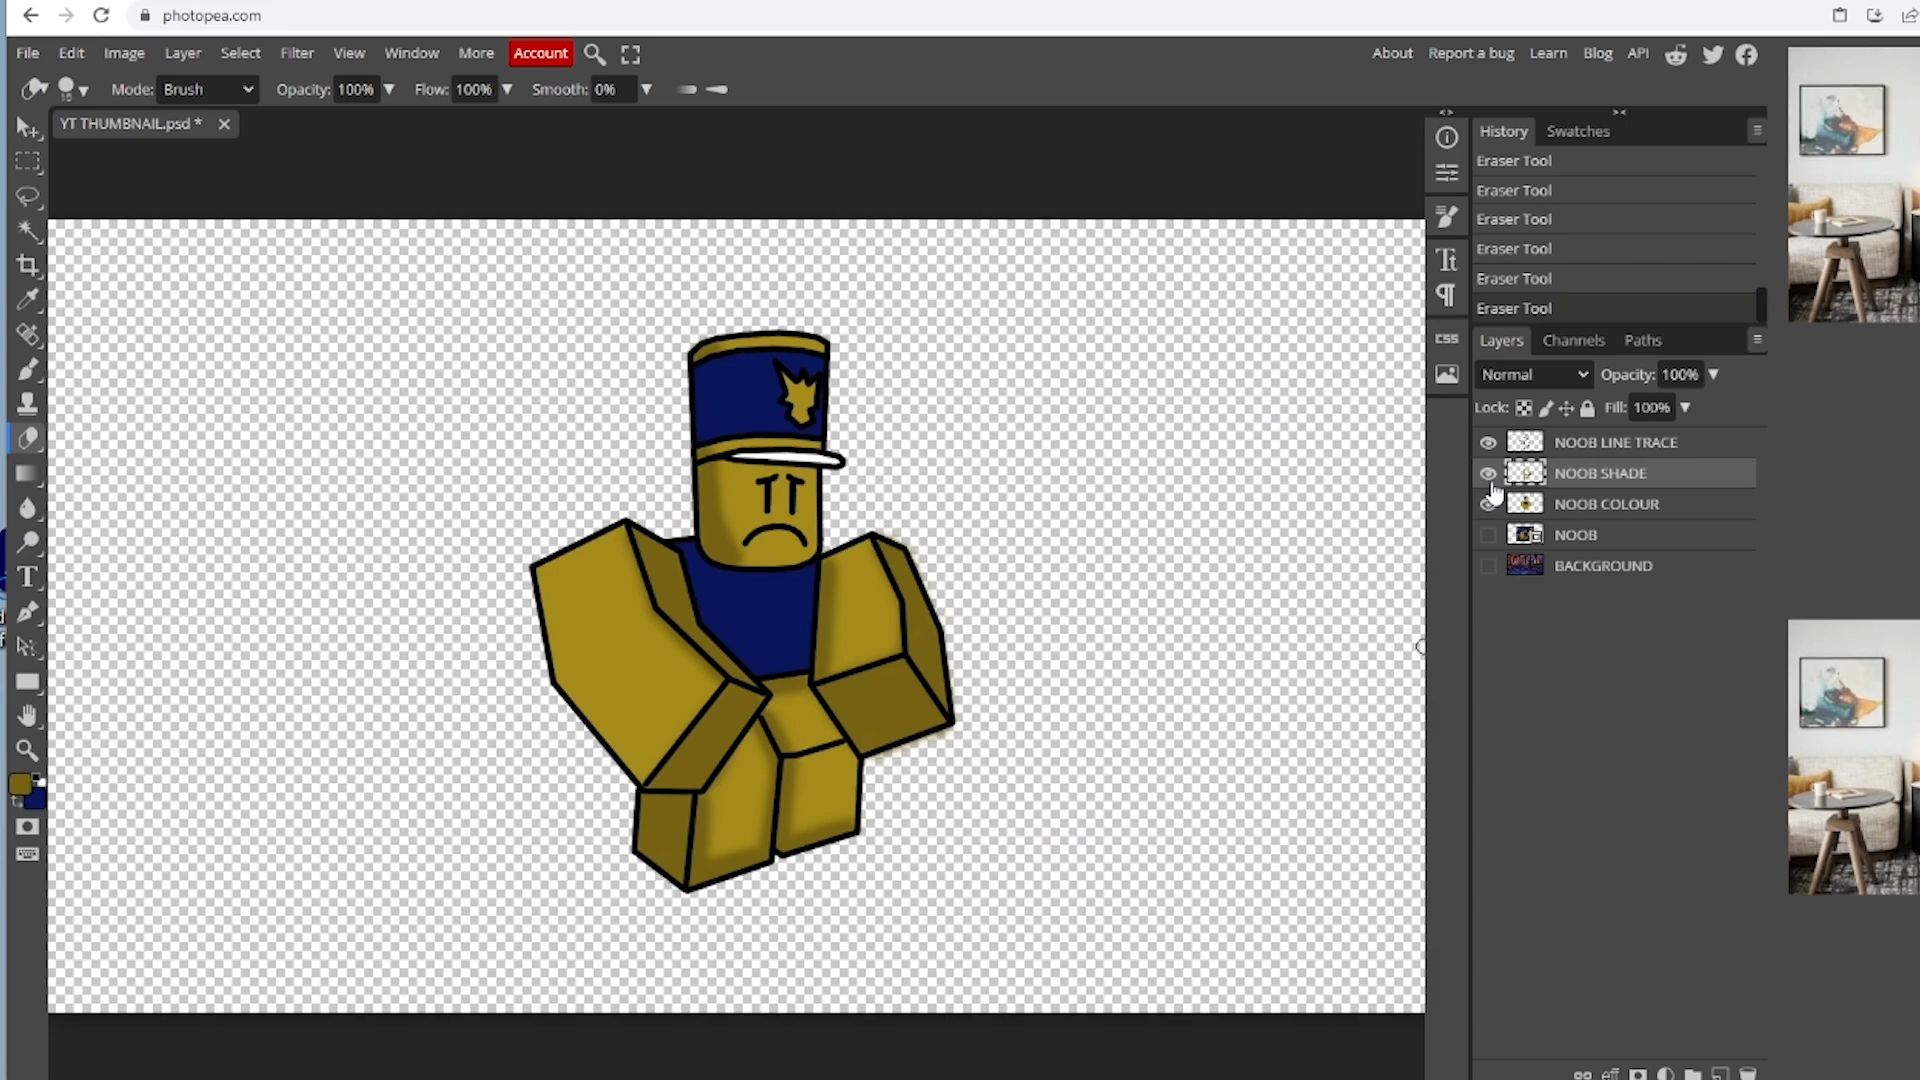 photopea.com
File Edit Image Layer Select Filter View Window More Account About Report a bug Learn Blog API
15 Mode: Brush Opacity: 100% Flow: 100% Smooth: 0%
YT THUMBNAIL.psd *
History Swatches
Eraser Tool
Eraser Tool
Eraser Tool
Eraser Tool
Eraser Tool
Eraser Tool
CSS
Layers Channels Paths
Normal Opacity: 100%
Lock: Fill: 100%
NOOB LINE TRACE
NOOB SHADE
NOOB COLOUR
NOOB
BACKGROUND
eff